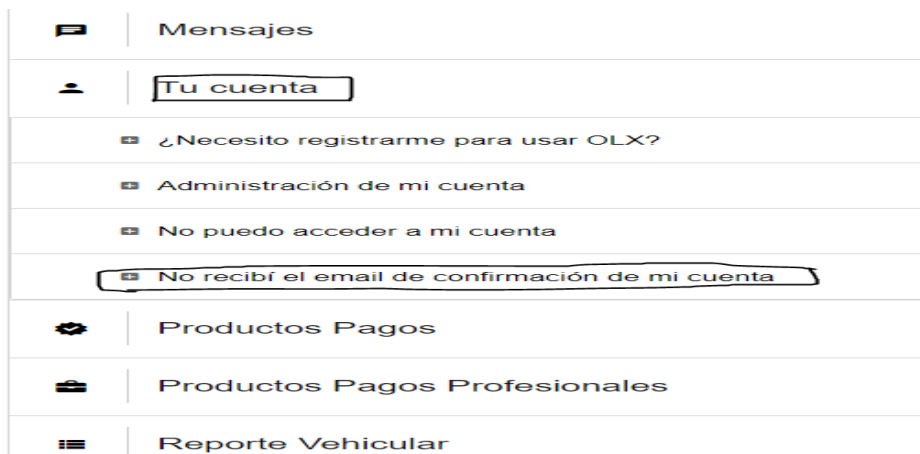 Mensajes
Tu cuenta
¿Necesito registrarme para usar OLX?
Administración de mi cuenta
No puedo acceder a mi cuenta
No recibí el email de confirmación de mi cuenta
Productos Pagos
Productos Pagos Profesionales
Reporte Vehicular